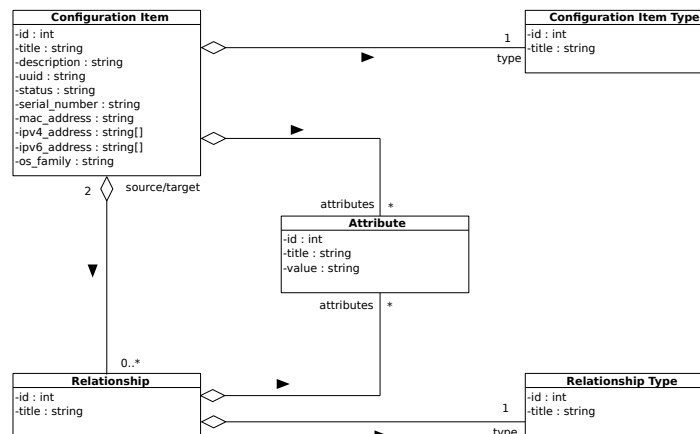 Configuration Item
-id : int
-title : string
-description : string
-uuid : string
-status : string
-serial_number : string
-mac_address : string
-ipv4_address : string[]
-ipv6_address : string[]
-os_family : string
1
type
Configuration Item Type
-id : int
-title : string
2
source/target
attributes
*
Attribute
-id : int
-title : string
-value : string
attributes
*
0..*
Relationship
-id : int
-title : string
1
type
Relationship Type
-id : int
-title : string